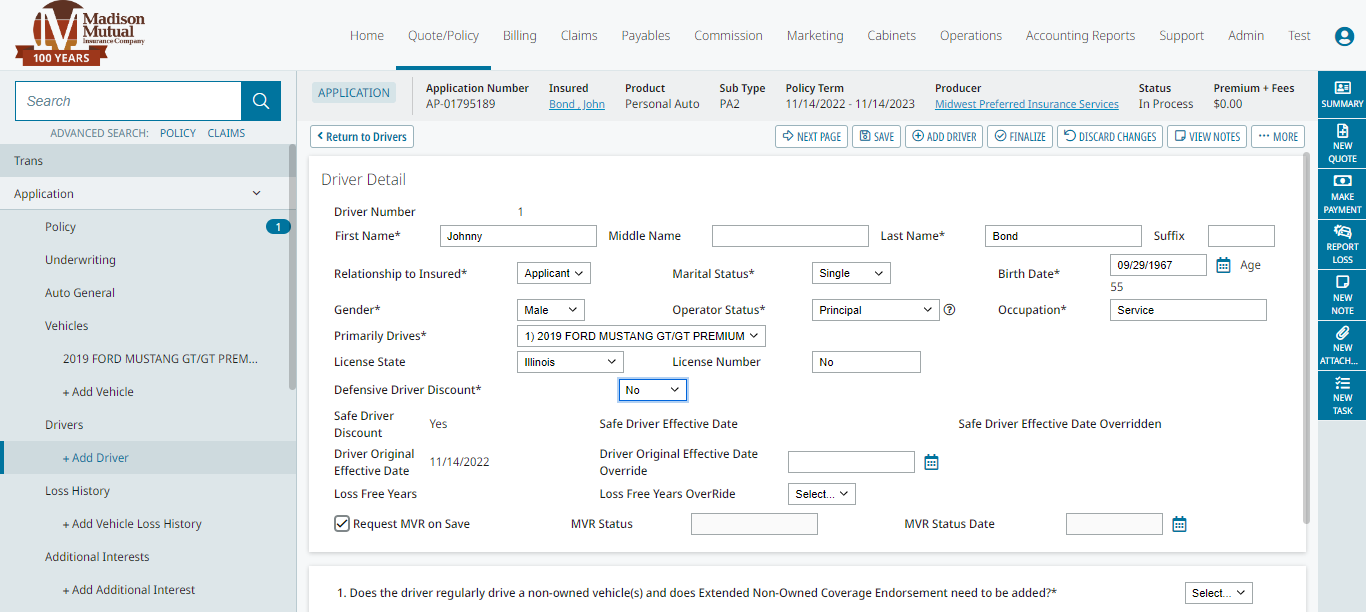 Madison
Mutual
Insurance Company
100 YEARS
Home Quote/Policy Billing Claims Payables Commission Marketing Cabinets Operations Accounting Reports Support Admin Test
Search
ADVANCED SEARCH: POLICY CLAIMS
Trans
Application
Policy 1
Underwriting
Auto General
Vehicles
2019 FORD MUSTANG GT/GT PREM...
+ Add Vehicle
Drivers
+ Add Driver
Loss History
+ Add Vehicle Loss History
Additional Interests
+ Add Additional Interest
APPLICATION
Application Number Insured Product Sub Type Policy Term Producer Status Premium + Fees
AP-01795189 Bond , John Personal Auto PA2 11/14/2022 - 11/14/2023 Midwest Preferred Insurance Services In Process $0.00
Return to Drivers NEXT PAGE SAVE ADD DRIVER FINALIZE DISCARD CHANGES VIEW NOTES ··· MORE
Driver Detail
Driver Number 1
First Name* Johnny Middle Name Last Name* Bond Suffix
Relationship to Insured* Applicant Marital Status* Single Birth Date* 09/29/1967 Age
55
Gender* Male Operator Status* Principal Occupation* Service
Primarily Drives* 1) 2019 FORD MUSTANG GT/GT PREMIUM
License State Illinois License Number No
Defensive Driver Discount* No
Safe Driver
Discount Yes Safe Driver Effective Date Safe Driver Effective Date Overridden
Driver Original
Effective Date 11/14/2022 Driver Original Effective Date
Override
Loss Free Years Loss Free Years OverRide Select...
Request MVR on Save MVR Status MVR Status Date
1. Does the driver regularly drive a non-owned vehicle(s) and does Extended Non-Owned Coverage Endorsement need to be added?* Select...
SUMMARY
NEW
QUOTE
MAKE
PAYMENT
REPORT
LOSS
NEW
NOTE
NEW
ATTACH...
NEW
TASK